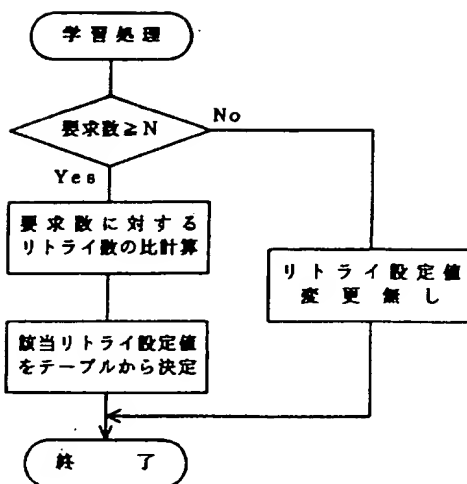 学習処理
要求数≧N
No
Yes
要求数に対する
リトライ数の比計算
リトライ設定値
変更無し
該当リトライ設定値
をテーブルから決定
終了